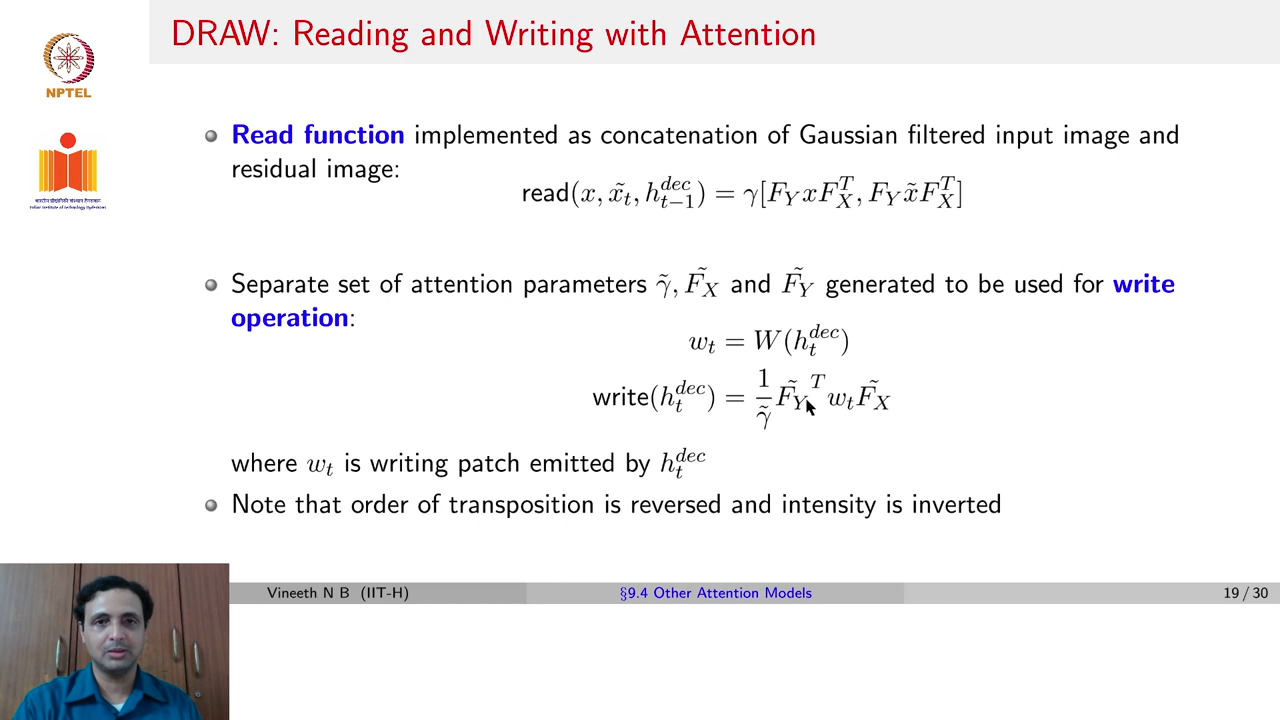 DRAW: Reading and Writing with Attention
NPTEL
Read function implemented as concatenation of Gaussian filtered input image and
residual image:
read(x, x̃_t, h^{dec}_{t−1}) = γ[F_Y x F_X^T, F_Y x̃ F_X^T]
Separate set of attention parameters γ̃, F̃_X and F̃_Y generated to be used for write
operation:
w_t = W(h_t^{dec})
write(h_t^{dec}) = \frac{1}{γ̃} F̃_Y^T w_t F̃_X
where w_t is writing patch emitted by h_t^{dec}
Note that order of transposition is reversed and intensity is inverted
Vineeth N B (IIT-H) §9.4 Other Attention Models 19 / 30